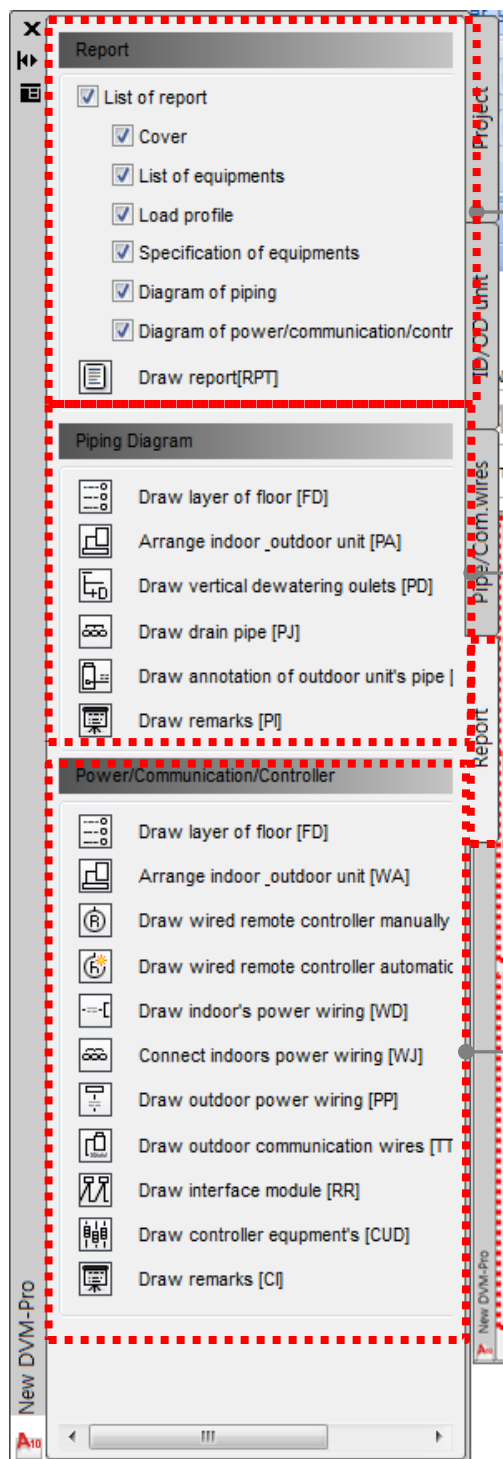 Report
List of report
Cover
List of equipments
Load profile
Specification of equipments
Diagram of piping
Diagram of power/communication/contr
Draw report[RPT]
Piping Diagram
Draw layer of floor [FD]
Arrange indoor _outdoor unit [PA]
Draw vertical dewatering oulets [PD]
Draw drain pipe [PJ]
Draw annotation of outdoor unit's pipe [
Draw remarks [PI]
Power/Communication/Controller
Draw layer of floor [FD]
Arrange indoor _outdoor unit [WA]
Draw wired remote controller manually
Draw wired remote controller automatic
Draw indoor's power wiring [WD]
Connect indoors power wiring [WJ]
Draw outdoor power wiring [PP]
Draw outdoor communication wires [TT
Draw interface module [RR]
Draw controller equpment's [CUD]
Draw remarks [CI]
Project
ID/OD unit
Pipe/Com.wires
Report
New DVM-Pro
A10
New DVM-Pro
A10